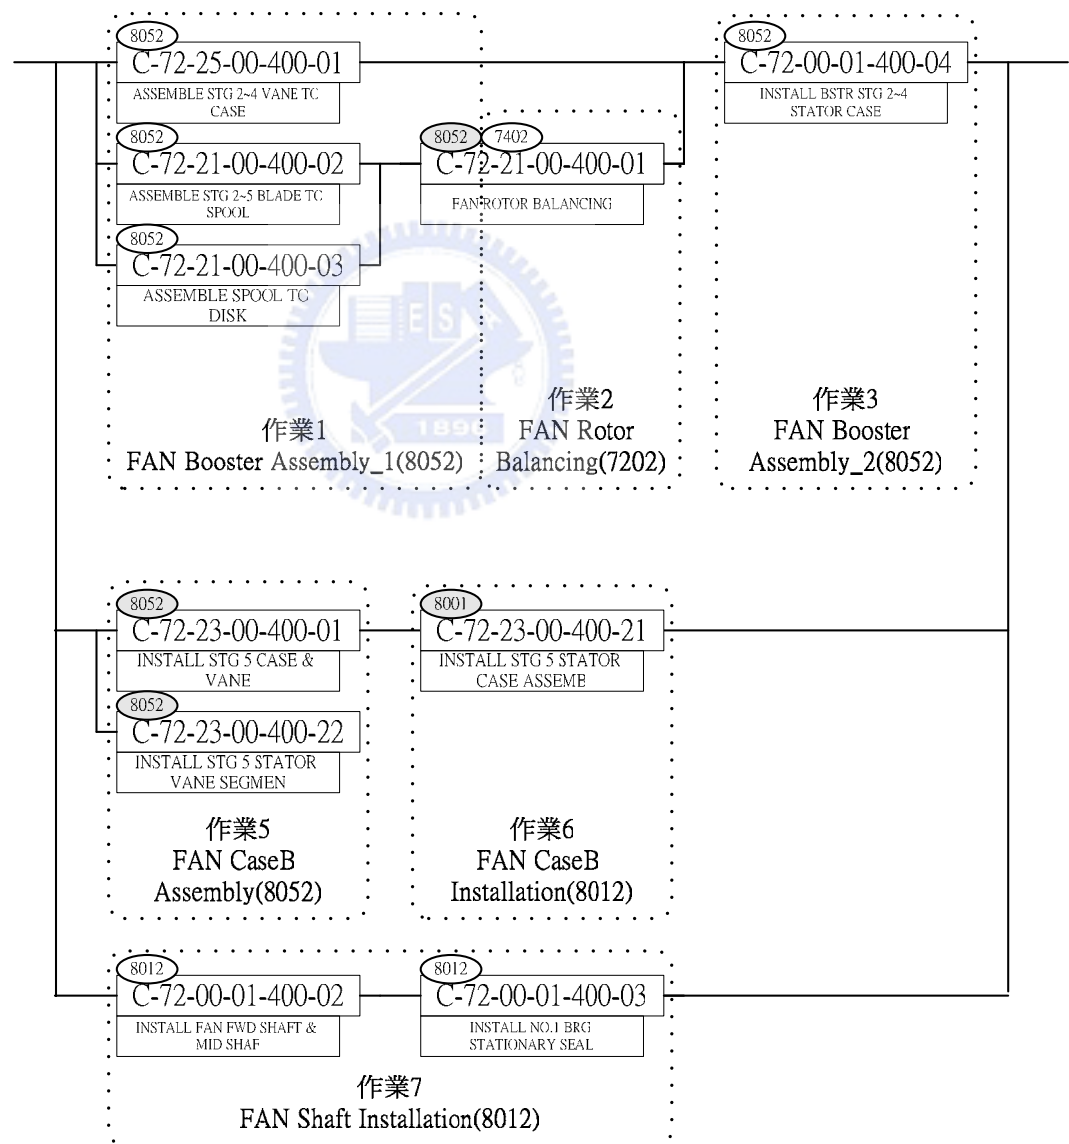 8052
C-72-25-00-400-01
ASSEMBLE STG 2~4 VANE TC
CASE
8052
C-72-21-00-400-02
ASSEMBLE STG 2~5 BLADE TC
SPOOL
8052
C-72-21-00-400-03
ASSEMBLE SPOOL TC
DISK
作業1
FAN Booster Assembly_1(8052)
8052
7402
C-72-21-00-400-01
FAN ROTOR BALANCING
作業2
FAN Rotor
Balancing(7202)
8052
C-72-00-01-400-04
INSTALL BSTR STG 2~4
STATOR CASE
作業3
FAN Booster
Assembly_2(8052)
ES
1896
8052
C-72-23-00-400-01
INSTALL STG 5 CASE &
VANE
8052
C-72-23-00-400-22
INSTALL STG 5 STATOR
VANE SEGMEN
作業5
FAN CaseB
Assembly(8052)
8001
C-72-23-00-400-21
INSTALL STG 5 STATOR
CASE ASSEMB
作業6
FAN CaseB
Installation(8012)
8012
C-72-00-01-400-02
INSTALL FAN FWD SHAFT &
MID SHAF
8012
C-72-00-01-400-03
INSTALL NO.1 BRG
STATIONARY SEAL
作業7
FAN Shaft Installation(8012)